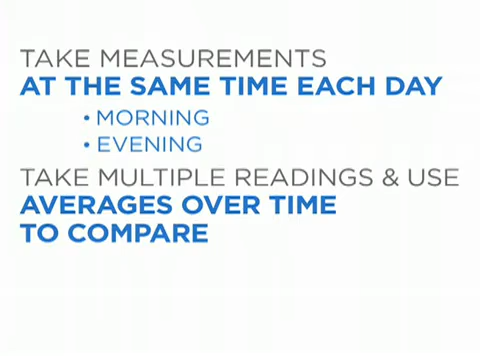 TAKE MEASUREMENTS
AT THE SAME TIME EACH DAY
• MORNING
• EVENING
TAKE MULTIPLE READINGS & USE
AVERAGES OVER TIME
TO COMPARE